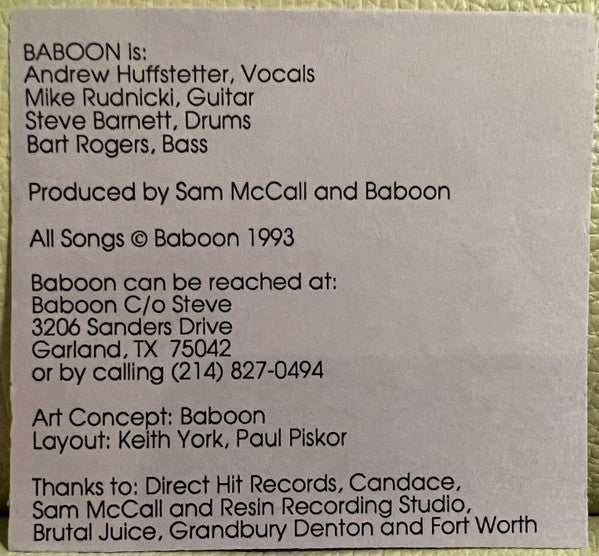 BABOON is:
Andrew Huffstetter, Vocals
Mike Rudnicki, Guitar
Steve Barnett, Drums
Bart Rogers, Bass
Produced by Sam McCall and Baboon
All Songs © Baboon 1993
Baboon can be reached at:
Baboon C/o Steve
3206 Sanders Drive
Garland, TX 75042
or by calling (214) 827-0494
Art Concept: Baboon
Layout: Keith York, Paul Piskor
Thanks to: Direct Hit Records, Candace,
Sam McCall and Resin Recording Studio,
Brutal Juice, Grandbury Denton and Fort Worth